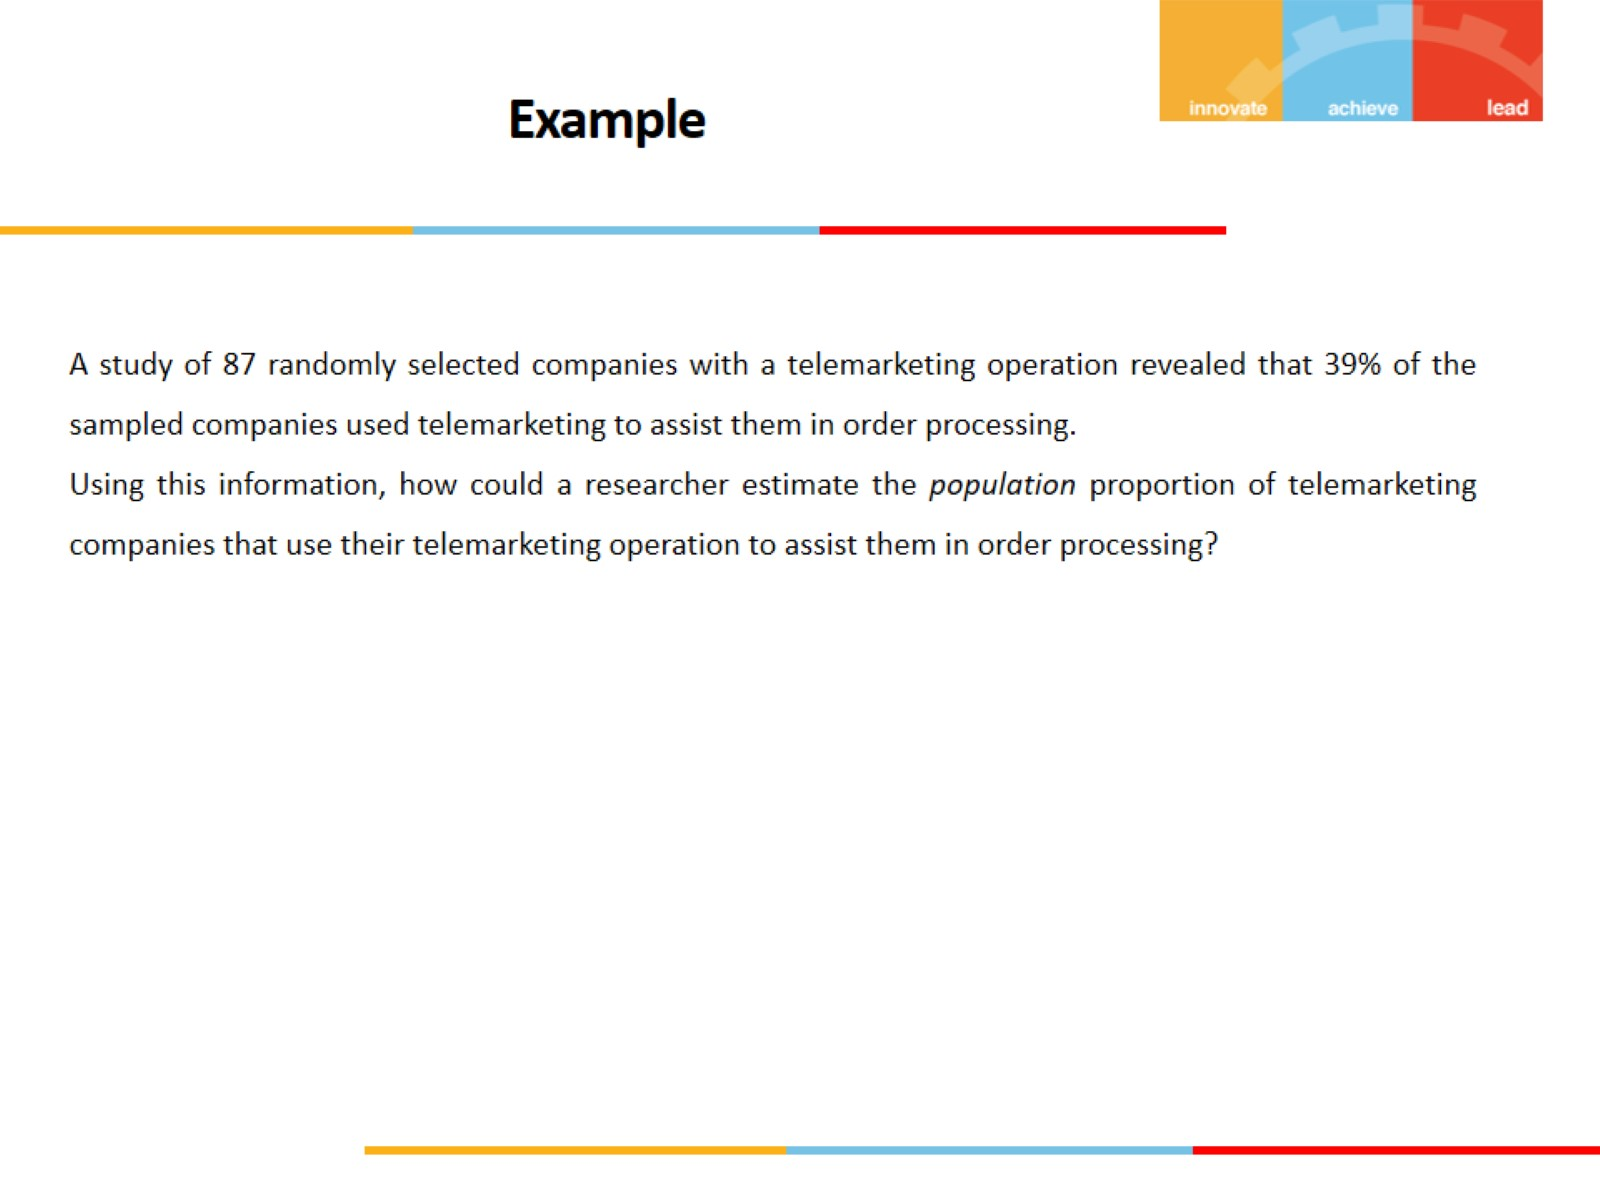 innovate achieve lead
Example
A study of 87 randomly selected companies with a telemarketing operation revealed that 39% of the
sampled companies used telemarketing to assist them in order processing.
Using this information, how could a researcher estimate the population proportion of telemarketing
companies that use their telemarketing operation to assist them in order processing?